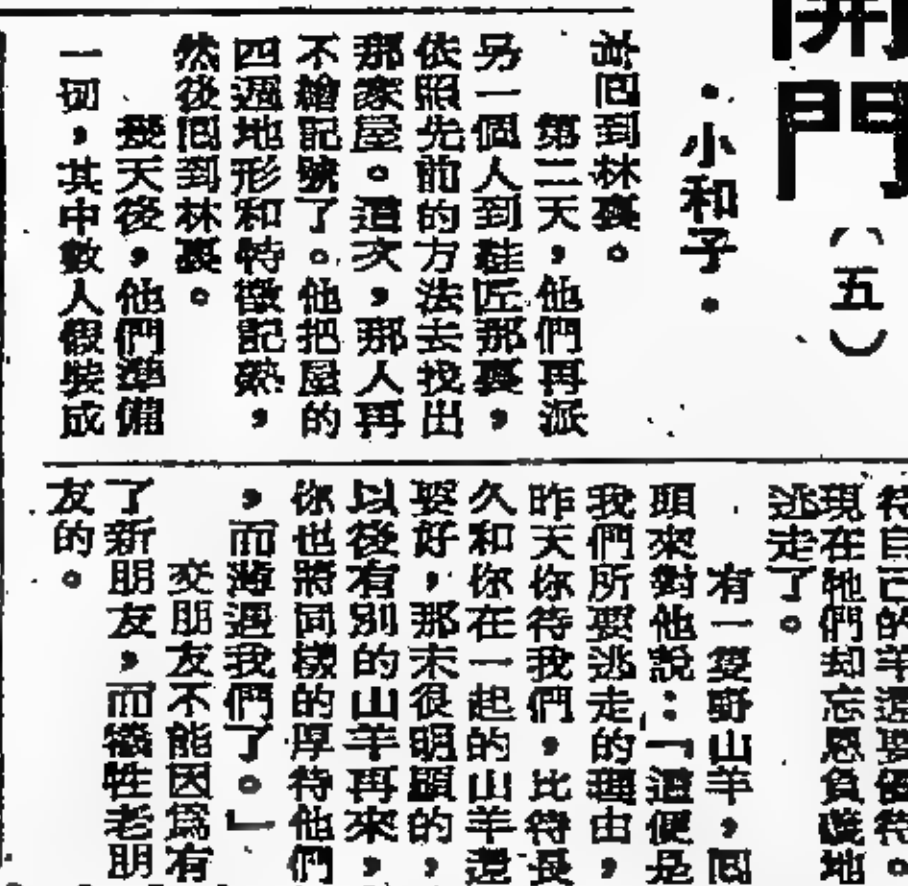 開門
（五）
・小和子・
並囘到林裏。
第二天，他們再派
另一個人到鞋匠那裏，
依照先前的方法去找出
那家屋。這次，那人再
不繪記號了。他把屋的
四週地形和特徵記熟，
然後囘到林裏。
幾天後，他們準備
一切，其中數人假裝成
待自己的羊還要優待。
現在牠們却忘恩負義地
逃走了。
有一隻野山羊，囘
頭來對他說：「這便是
我們所要逃走的理由，
昨天你待我們，比待長
久和你在一起的山羊還
要好，那末很明顯的，
以後有別的山羊再來，
你也將同樣的厚待他們
，而薄遇我們了。」
交朋友不能因爲有
了新朋友，而犧牲老朋
友的。